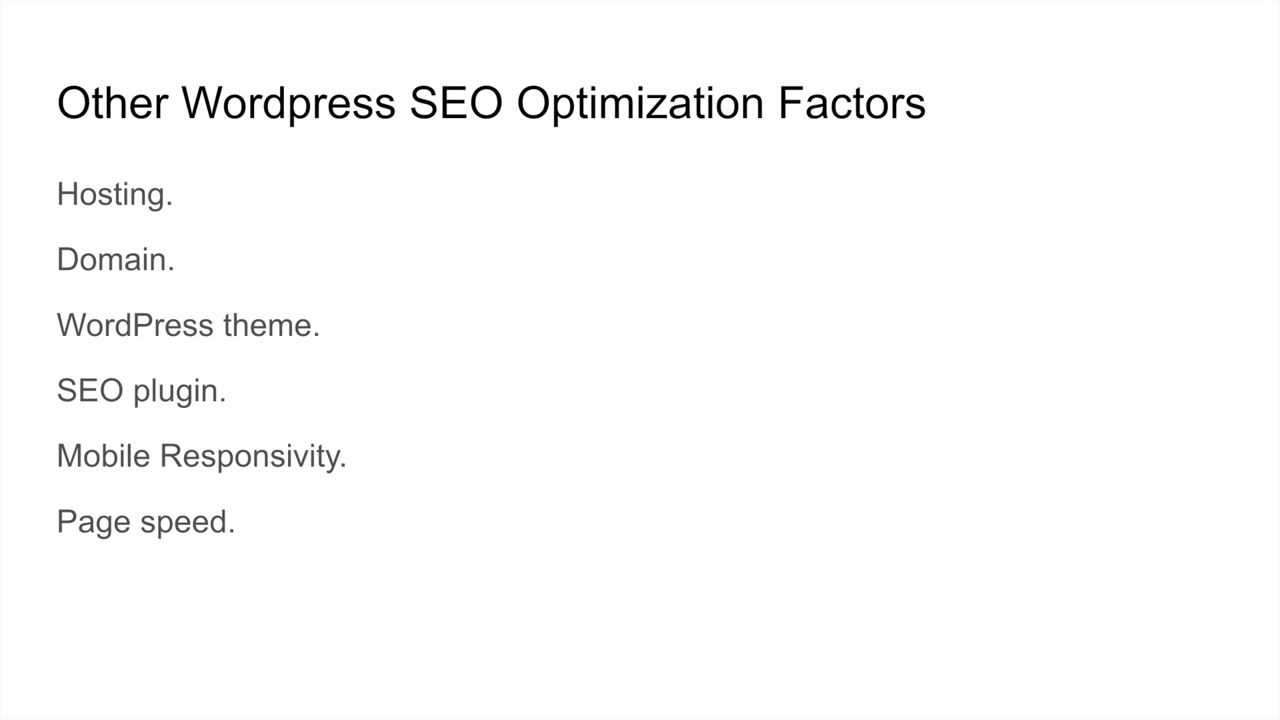 Other Wordpress SEO Optimization Factors
Hosting.
Domain.
WordPress theme.
SEO plugin.
Mobile Responsivity.
Page speed.